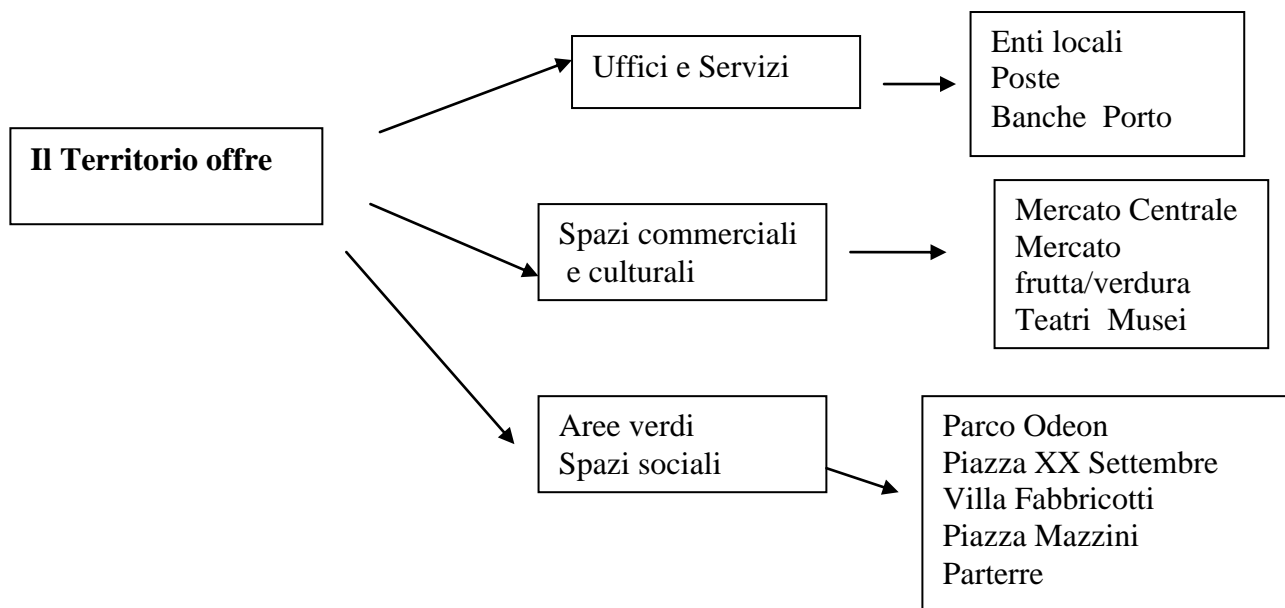 Il Territorio offre
Uffici e Servizi
Enti locali
Poste
Banche  Porto
Spazi commerciali
e culturali
Mercato Centrale
Mercato
frutta/verdura
Teatri  Musei
Aree verdi
Spazi sociali
Parco Odeon
Piazza XX Settembre
Villa Fabbricotti
Piazza Mazzini
Parterre